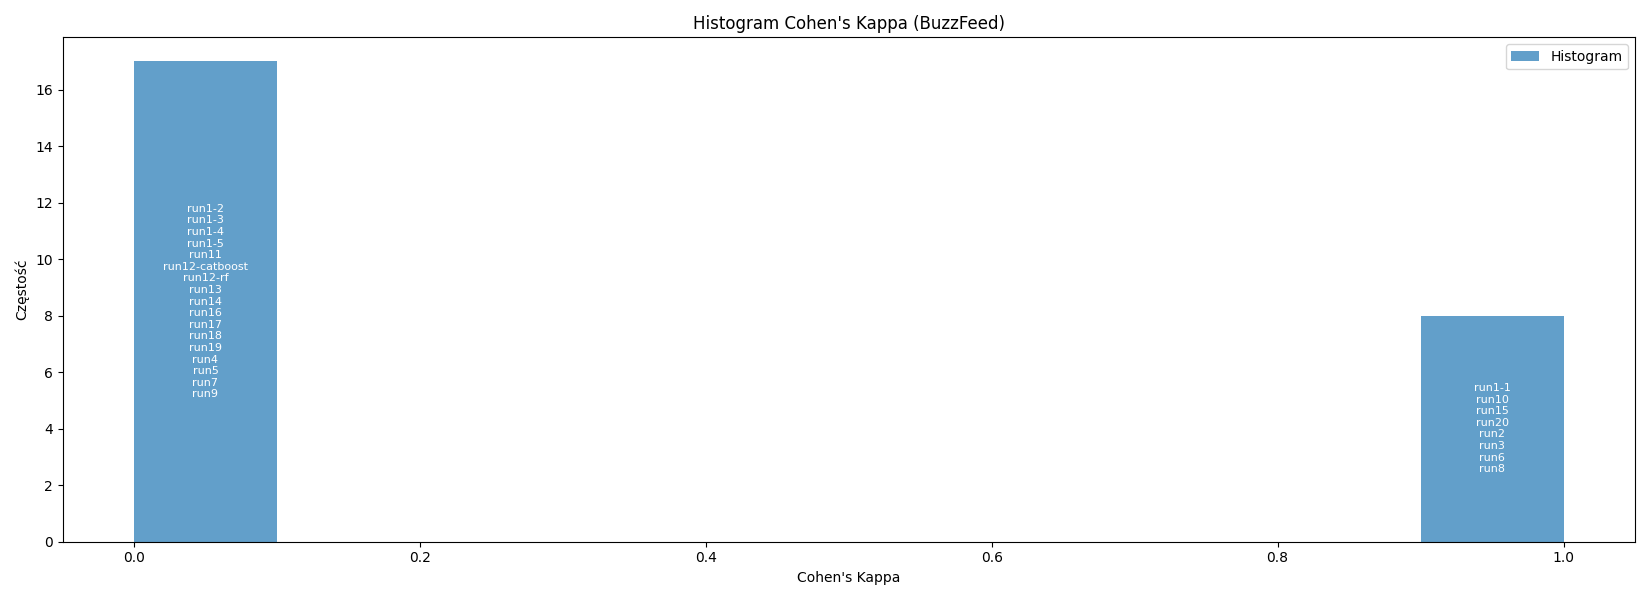 Histogram Cohen's Kappa (BuzzFeed)
Histogram
Częstość
16
14
12
10
8
6
4
2
0
run1-2
run1-3
run1-4
run1-5
run11
run12-catboost
run12-rf
run13
run14
run16
run17
run18
run19
run4
run5
run7
run9
run1-1
run10
run15
run20
run2
run3
run6
run8
0.0 0.2 0.4 0.6 0.8 1.0
Cohen's Kappa